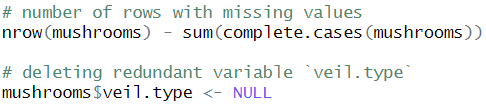 # number of rows with missing values
nrow(mushrooms) - sum(complete.cases(mushrooms))
# deleting redundant variable `veil.type`
mushrooms$veil.type <- NULL